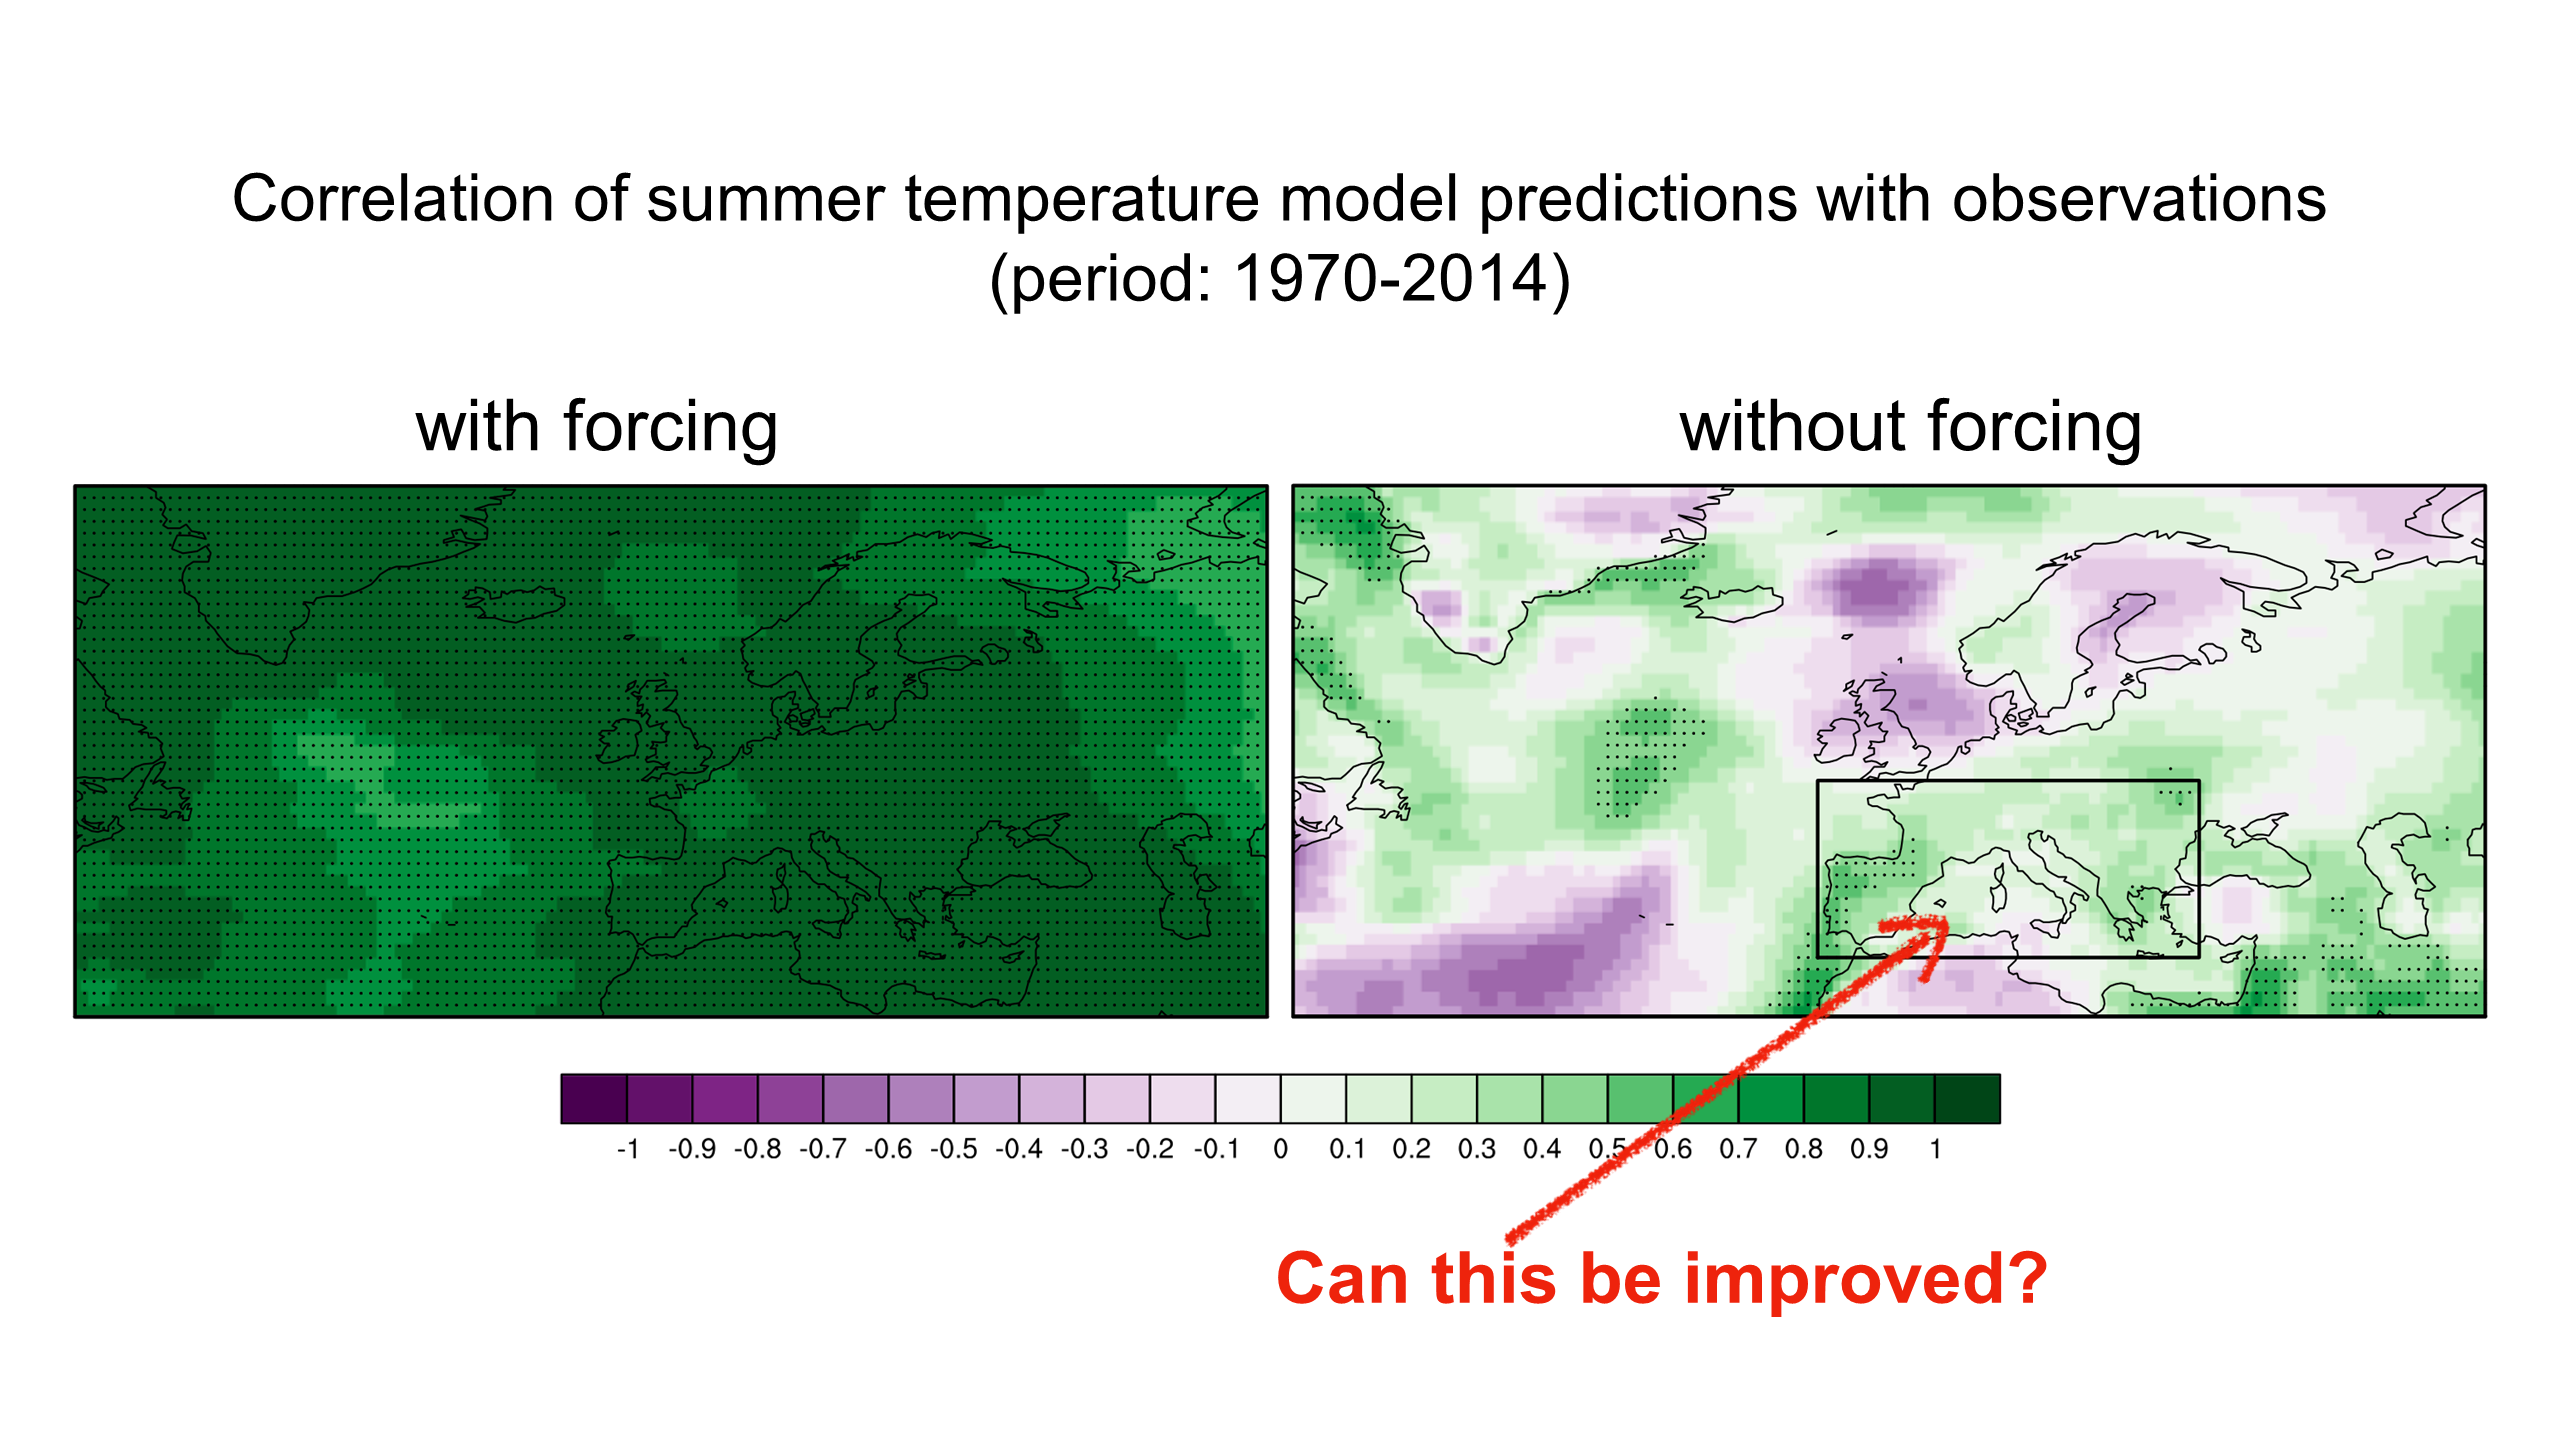 Correlation of summer temperature model predictions with observations
(period: 1970-2014)
with forcing
without forcing
-1 -0.9 -0.8 -0.7 -0.6 -0.5 -0.4 -0.3 -0.2 -0.1 0 0.1 0.2 0.3 0.4 0.5 0.6 0.7 0.8 0.9 1
Can this be improved?